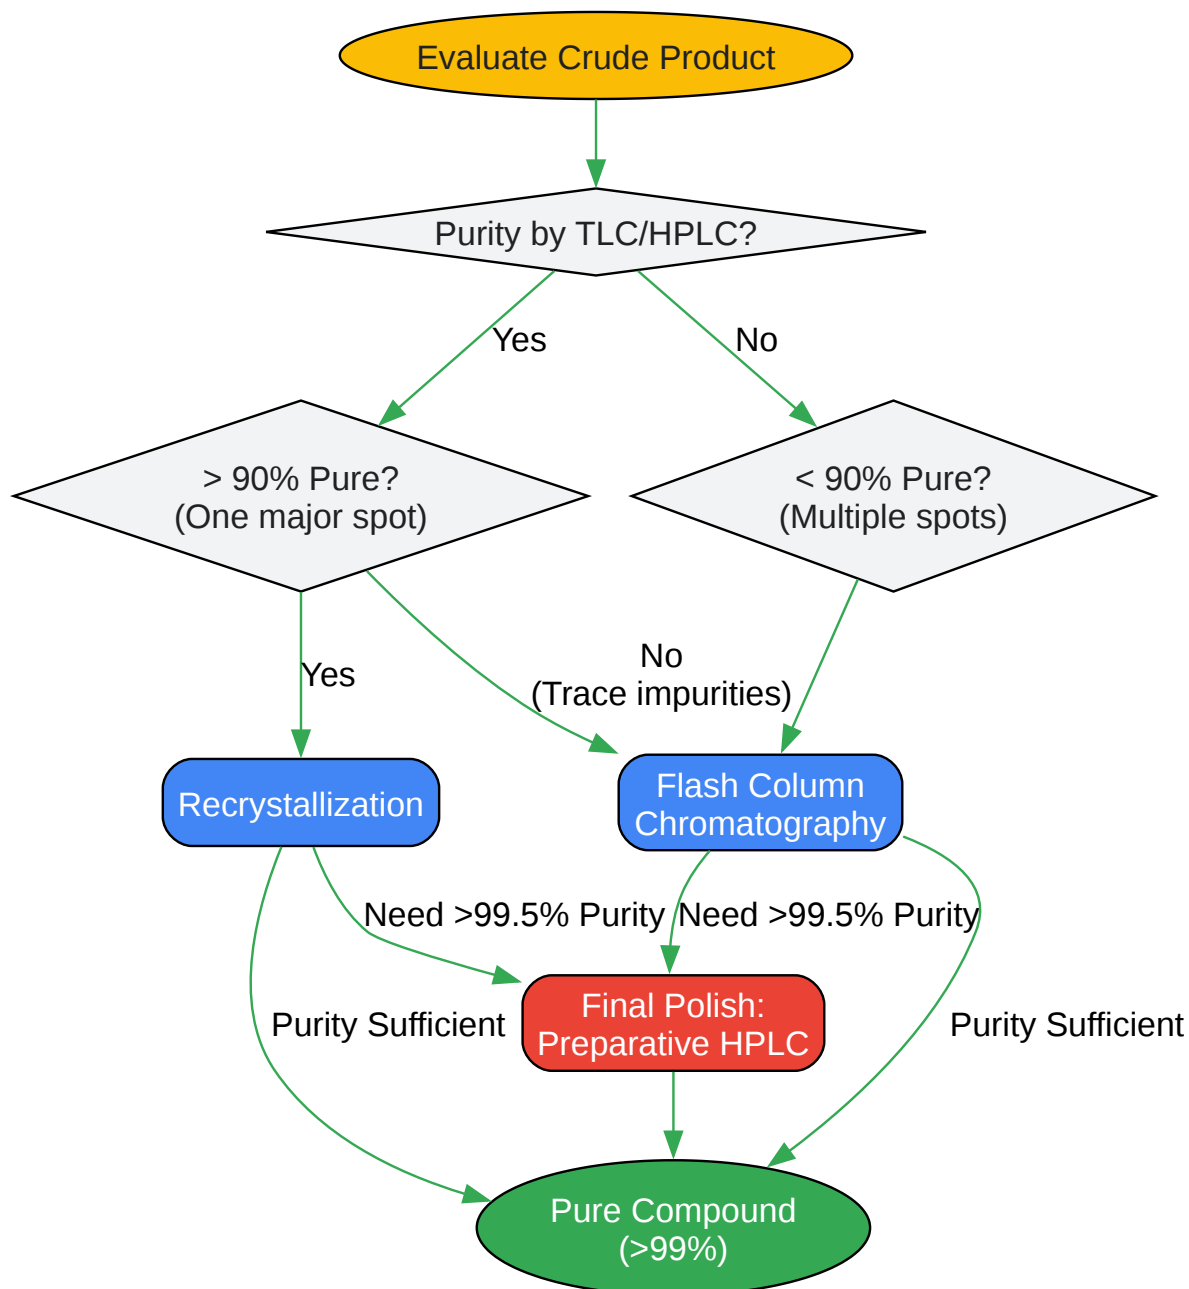 Evaluate Crude Product
Purity by TLC/HPLC?
Yes
No
> 90% Pure?
(One major spot)
< 90% Pure?
(Multiple spots)
Yes
No
(Trace impurities)
Recrystallization
Flash Column
Chromatography
Need >99.5% Purity
Need >99.5% Purity
Final Polish:
Preparative HPLC
Purity Sufficient
Purity Sufficient
Pure Compound
(>99%)